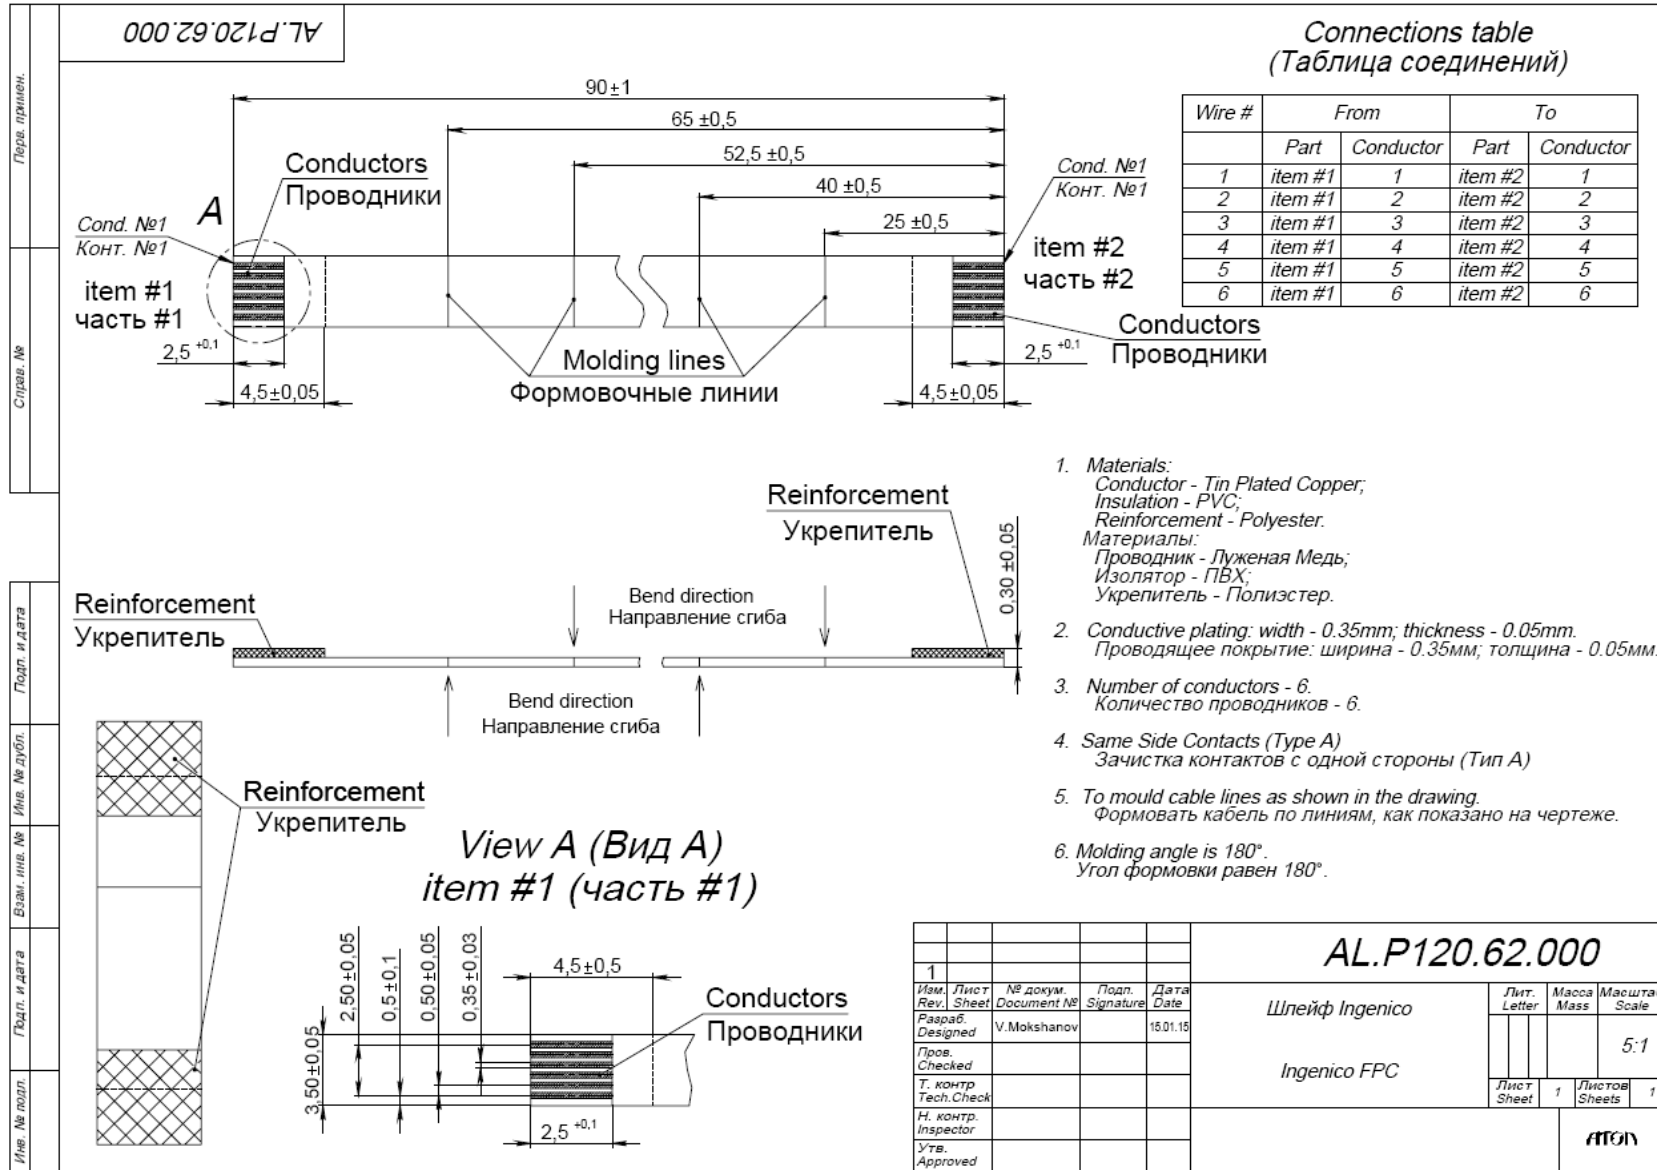 AL.P120.62.000
Connections table
(Таблица соединений)
Wire # From To
Part Conductor Part Conductor
1 item #1 1 item #2 1
2 item #1 2 item #2 2
3 item #1 3 item #2 3
4 item #1 4 item #2 4
5 item #1 5 item #2 5
6 item #1 6 item #2 6
90±1
65 ±0,5
52,5 ±0,5
40 ±0,5
25 ±0,5
Conductors
Проводники
A
Cond. №1
Конт. №1
item #1
часть #1
Cond. №1
Конт. №1
item #2
часть #2
Conductors
Проводники
2,5 +0,1
4,5±0,05
Molding lines
Формовочные линии
2,5 +0,1
4,5±0,05
Reinforcement
Укрепитель
0,30 ±0,05
Bend direction
Направление сгиба
Reinforcement
Укрепитель
Bend direction
Направление сгиба
Reinforcement
Укрепитель
1. Materials:
Conductor - Tin Plated Copper;
Insulation - PVC;
Reinforcement - Polyester.
Материалы:
Проводник - Луженая Медь;
Изолятор - ПВХ;
Укрепитель - Полиэстер.
2. Conductive plating: width - 0.35mm; thickness - 0.05mm.
Проводящее покрытие: ширина - 0.35мм; толщина - 0.05мм.
3. Number of conductors - 6.
Количество проводников - 6.
4. Same Side Contacts (Type A)
Зачистка контактов с одной стороны (Тип А)
5. To mould cable lines as shown in the drawing.
Формовать кабель по линиям, как показано на чертеже.
6. Molding angle is 180°.
Угол формовки равен 180°.
View A (Вид А)
item #1 (часть #1)
3,50±0,05
2,50 ±0,05
0,5 ±0,1
0,50 ±0,05
0,35 ±0,03
4,5±0,5
2,5 +0,1
Conductors
Проводники
Перв. примен.
Справ. №
Подп. и дата
Инв. № дубл.
Взам. инв. №
Подп. и дата
Инв. № подл.
1
Изм. Лист № докум. Подп. Дата
Rev. Sheet Document № Signature Date
Разраб.
Designed V.Mokshanov 15.01.15
Пров.
Checked
Т. контр
Tech.Check
Н. контр.
Inspector
Утв.
Approved
AL.P120.62.000
Шлейф Ingenico
Ingenico FPC
Лит. Масса Масшта
Letter Mass Scale
5:1
Лист 1 Листов 1
Sheet Sheets
ATOn